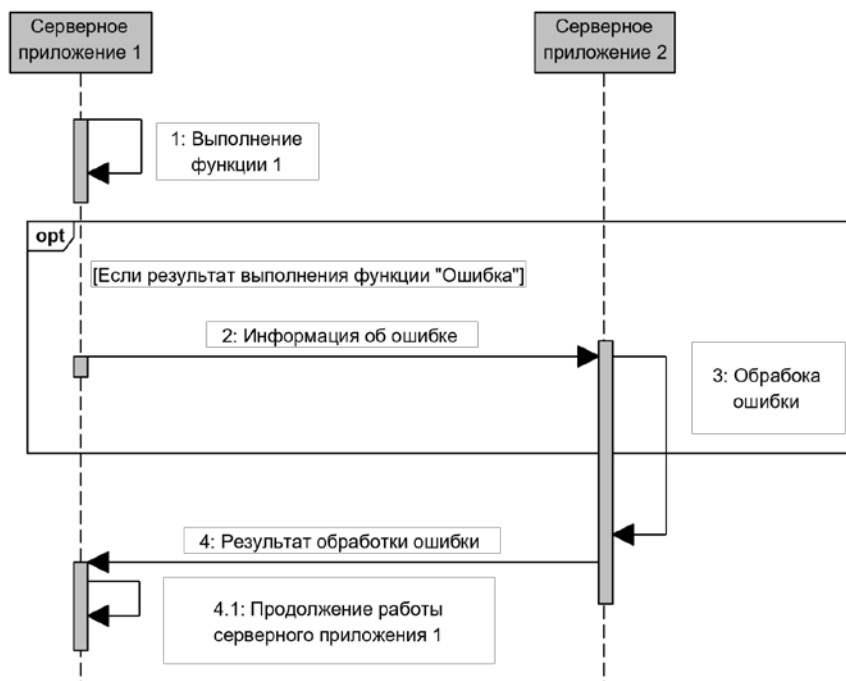 Серверное
приложение 1
Серверное
приложение 2
1: Выполнение
функции 1
opt
[Если результат выполнения функции "Ошибка"]
2: Информация об ошибке
3: Обрабока
ошибки
4: Результат обработки ошибки
4.1: Продолжение работы
серверного приложения 1